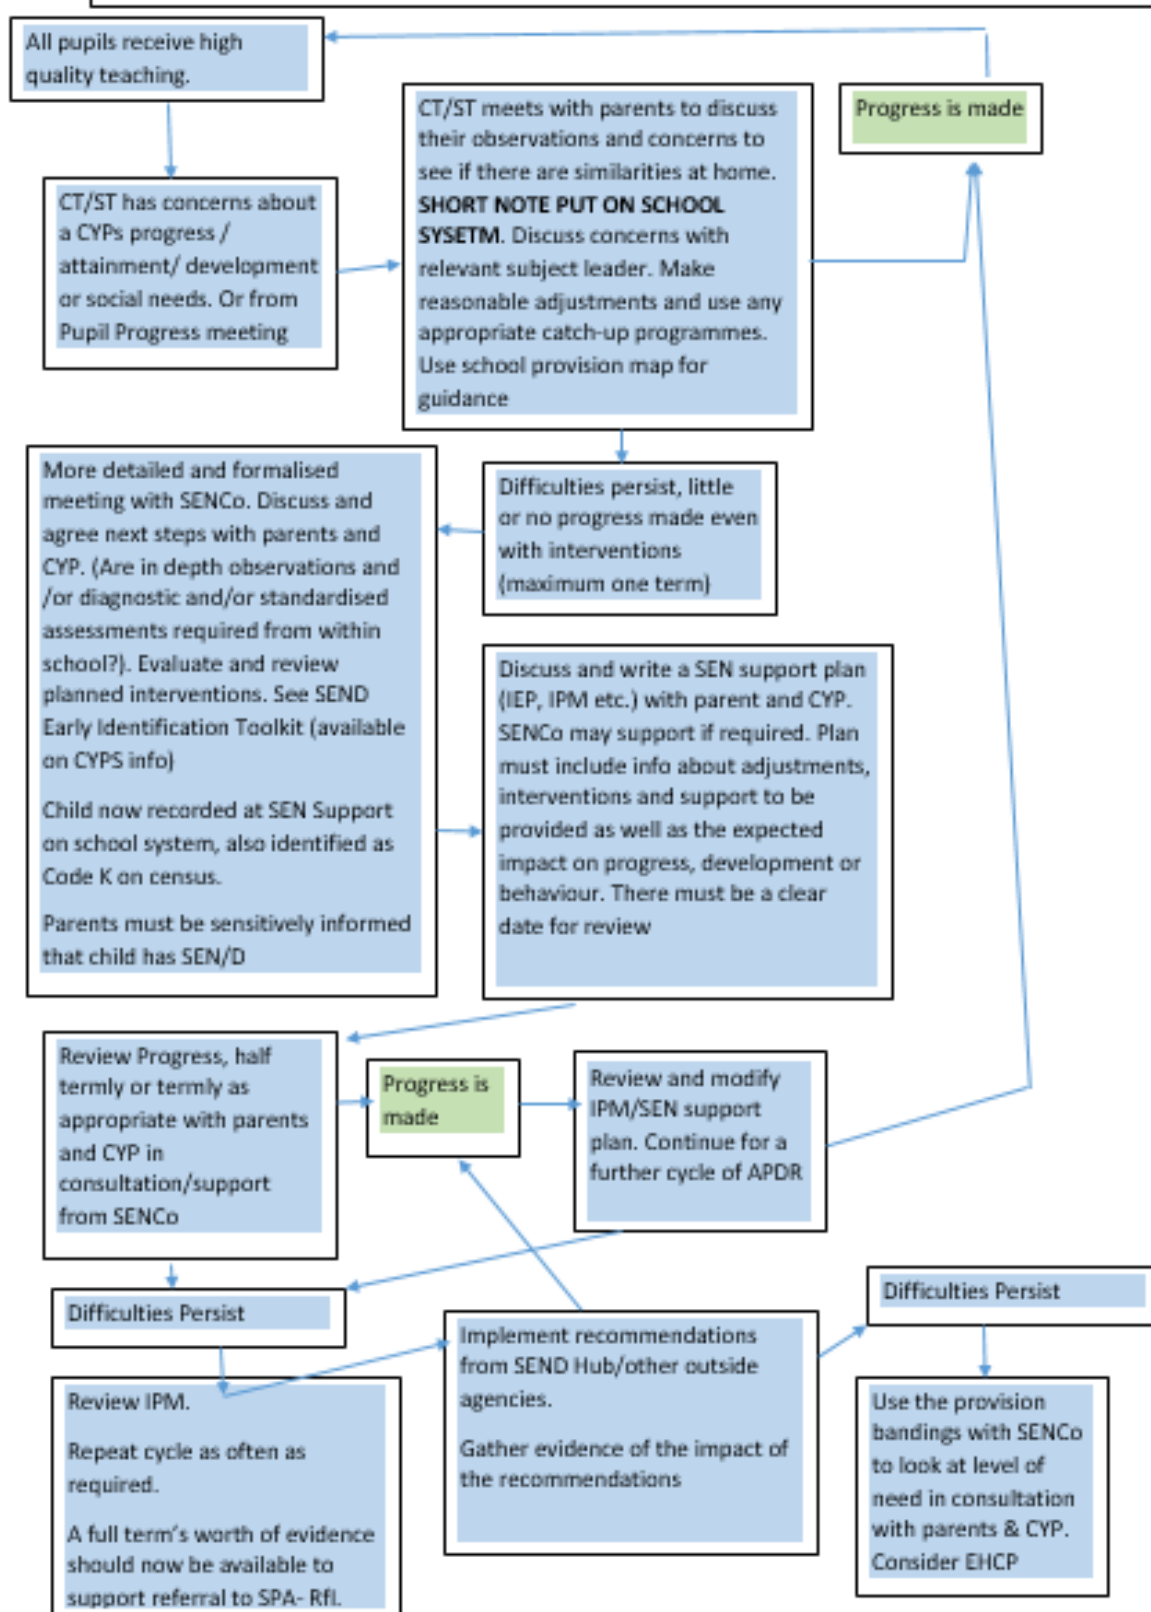 All pupils receive high
quality teaching.
Progress is made
CT/ST meets with parents to discuss
their observations and concerns to
see if there are similarities at home.
SHORT NOTE PUT ON SCHOOL
SYSETM. Discuss concerns with
relevant subject leader. Make
reasonable adjustments and use any
appropriate catch-up programmes.
Use school provision map for
guidance
CT/ST has concerns about
a CYPs progress /
attainment/ development
or social needs. Or from
Pupil Progress meeting
Difficulties persist, little
or no progress made even
with interventions
(maximum one term)
More detailed and formalised
meeting with SENCo. Discuss and
agree next steps with parents and
CYP. (Are in depth observations and
/or diagnostic and/or standardised
assessments required from within
school?). Evaluate and review
planned interventions. See SEND
Early Identification Toolkit (available
on CYPS info)
Child now recorded at SEN Support
on school system, also identified as
Code K on census.
Parents must be sensitively informed
that child has SEN/D
Discuss and write a SEN support plan
(IEP, IPM etc.) with parent and CYP.
SENCo may support if required. Plan
must include info about adjustments,
interventions and support to be
provided as well as the expected
impact on progress, development or
behaviour. There must be a clear
date for review
Review Progress, half
termly or termly as
appropriate with parents
and CYP in
consultation/support
from SENCo
Progress is
made
Review and modify
IPM/SEN support
plan. Continue for a
further cycle of APDR
Difficulties Persist
Review IPM.
Repeat cycle as often as
required.
A full term's worth of evidence
should now be available to
support referral to SPA- RfI.
Implement recommendations
from SEND Hub/other outside
agencies.
Gather evidence of the impact of
the recommendations
Difficulties Persist
Use the provision
bandings with SENCo
to look at level of
need in consultation
with parents & CYP.
Consider EHCP